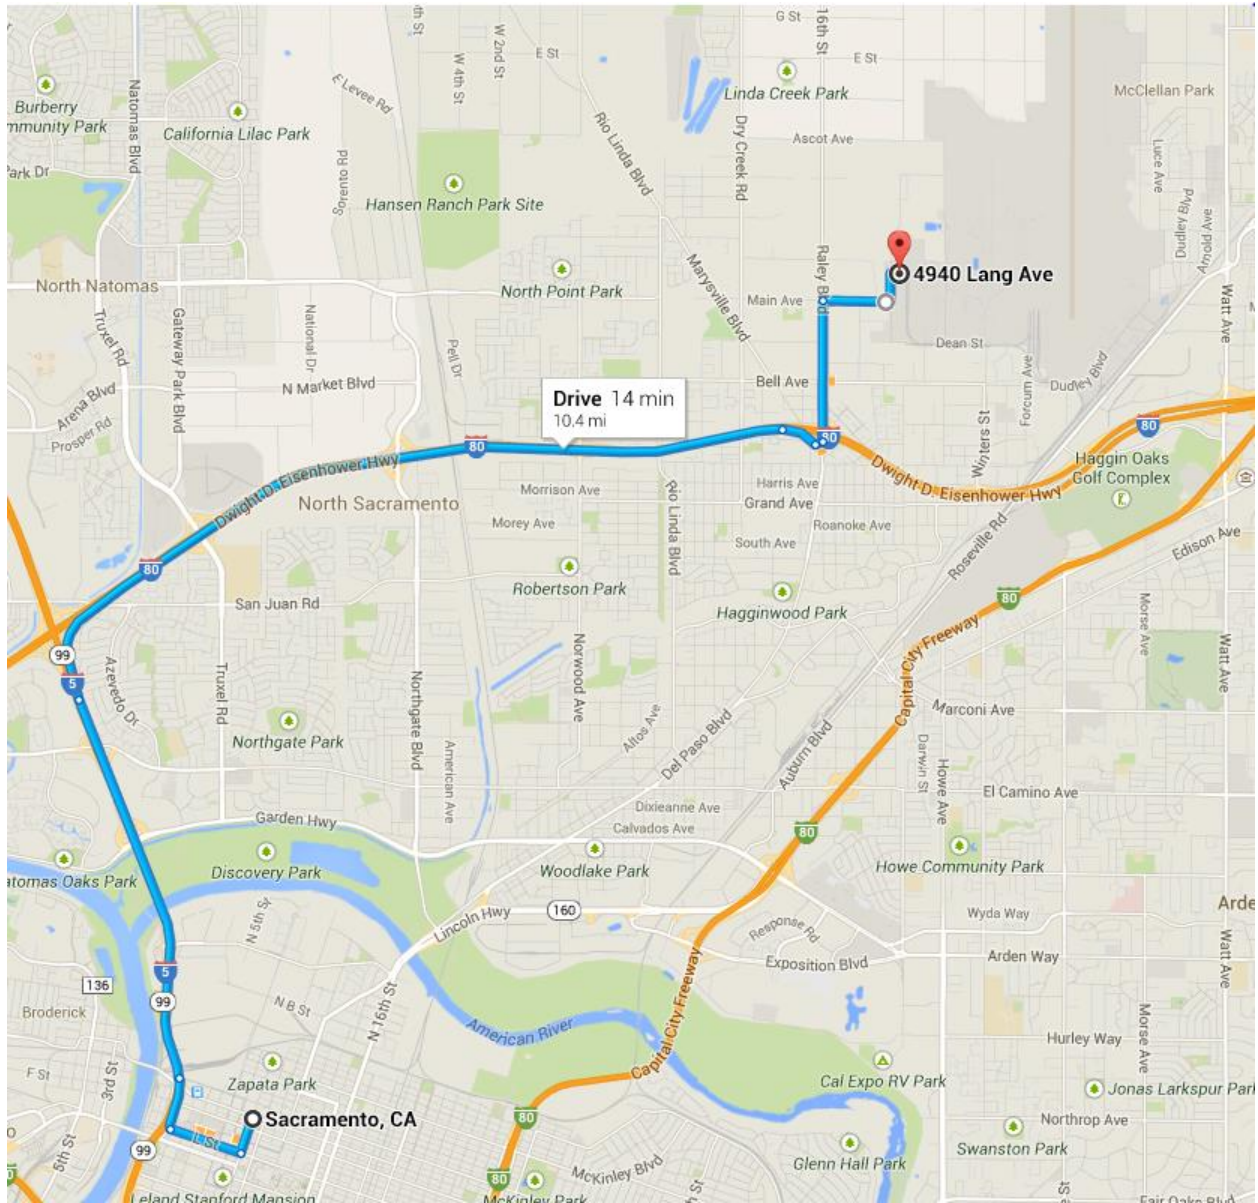 G St
16th St
W 2nd St
E St
E St
W 4th St
Natomas Blvd
E Levee Rd
Burberry
mmunity Park
California Lilac Park
Linda Creek Park
McClellan Park
Rio Linda Blvd
Dry Creek Rd
Ascot Ave
Luce Ave
Park Dr
Sorento Rd
Hansen Ranch Park Site
Dudley Blvd
Arnold Ave
Raley Blvd
Marysville Blvd
4940 Lang Ave
North Natomas
North Point Park
Main Ave
Watt Ave
Truxel Rd
Gateway Park Blvd
National Dr
Pell Dr
Dean St
Forcum Ave
Dudley Blvd
N Market Blvd
Bell Ave
Arena Blvd
Prosper Rd
Drive 14 min
10.4 mi
Winters St
80
80
80
Dwight D. Eisenhower Hwy
Dwight D. Eisenhower Hwy
Haggin Oaks
Golf Complex
North Sacramento
Morrison Ave
Harris Ave
Grand Ave
Rio Linda Blvd
Morey Ave
Roanoke Ave
South Ave
Roseville Rd
Edison Ave
80
Robertson Park
San Juan Rd
Hagginwood Park
80
Morse Ave
Watt Ave
Capital City Freeway
99
5
Azevedo Dr
Truxel Rd
Northgate Blvd
Norwood Ave
Northgate Park
Altos Ave
Del Paso Blvd
Auburn Blvd
Marconi Ave
Darwin St
Howe Ave
American Ave
El Camino Ave
Dixieanne Ave
Calvados Ave
Garden Hwy
80
atomas Oaks Park
Discovery Park
Woodlake Park
Howe Community Park
Arde
N 5th St
Lincoln Hwy
160
Response Rd
Wyda Way
Exposition Blvd
Arden Way
Watt Ave
5
136
99
N B St
N 16th St
Capital City Freeway
Broderick
American River
Morse Ave
Hurley Way
F St
3rd St
Zapata Park
Cal Expo RV Park
Jonas Larkspur Park
Sacramento, CA
80
Northrop Ave
L St
99
5th St
Swanston Park
Glenn Hall Park
McKinley Blvd
80
Leland Stanford Mansion
McKinley Park
Fair Oaks Blvd